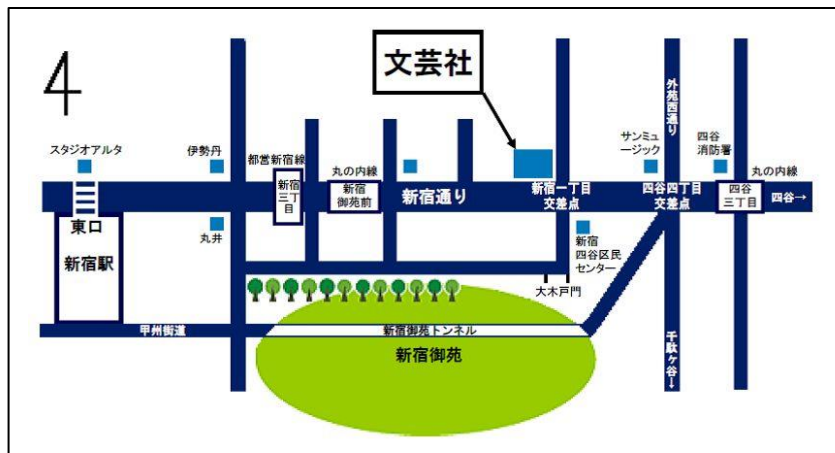 文芸社
スタジオアルタ
伊勢丹
都営新宿線
新宿
三丁
目
丸の内線
新宿
御苑前
新宿通り
新宿一丁目
交差点
サンミュ
ージック
外苑西通り
四谷
消防署
四谷四丁目
交差点
丸の内線
四谷
三丁目
四谷→
東口
新宿駅
丸井
新宿
四谷区民
センター
大木戸門
甲州街道
新宿御苑トンネル
新宿御苑
千駄ヶ谷→